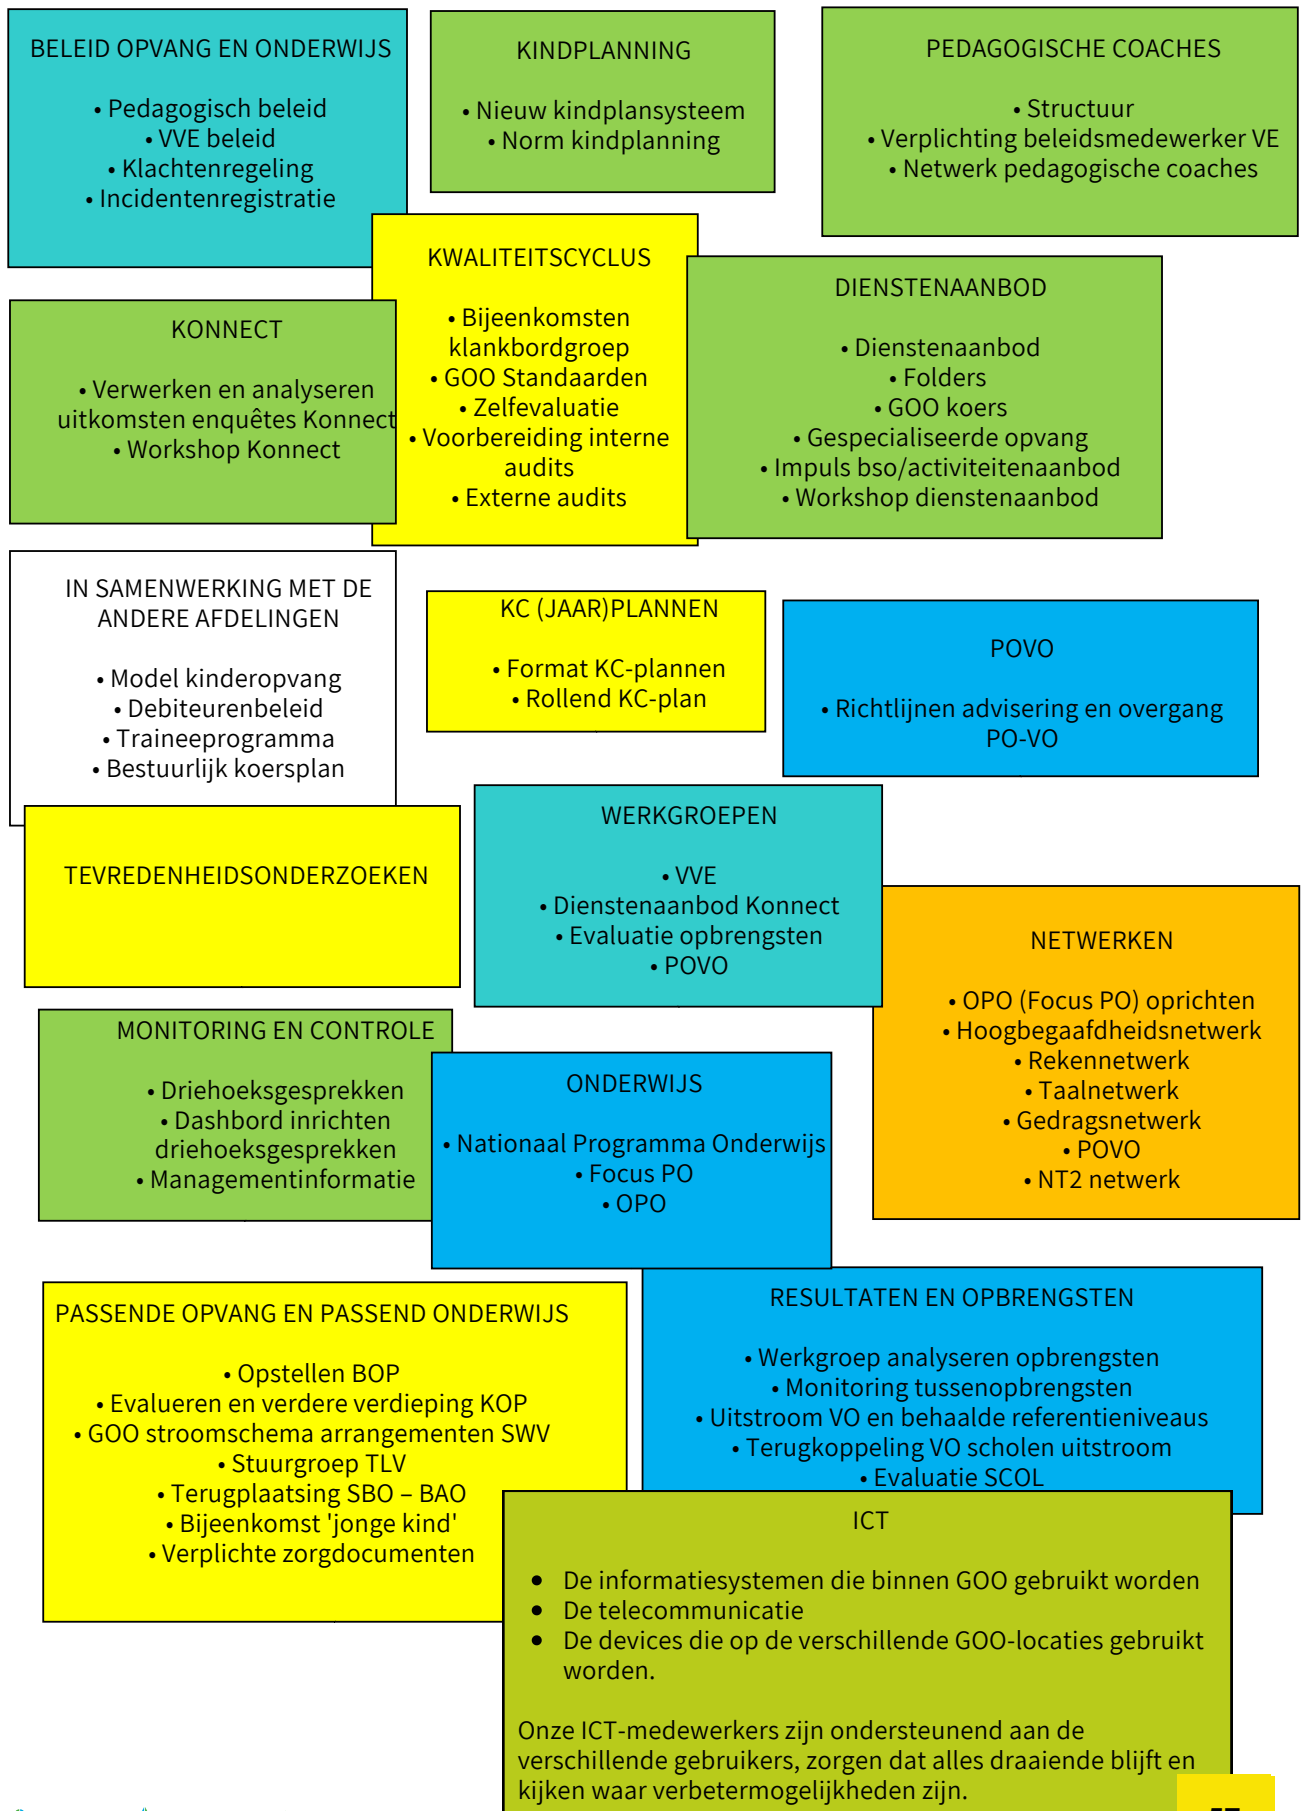 BELEID OPVANG EN ONDERWIJS
• Pedagogisch beleid
• VVE beleid
• Klachtenregeling
• Incidentenregistratie
KINDPLANNING
• Nieuw kindplansysteem
• Norm kindplanning
PEDAGOGISCHE COACHES
• Structuur
• Verplichting beleidsmedewerker VE
• Netwerk pedagogische coaches
KWALITEITSCYCLUS
• Bijeenkomsten
klankbordgroep
• GOO Standaarden
• Zelfevaluatie
• Voorbereiding interne
audits
• Externe audits
DIENSTENAANBOD
• Dienstenaanbod
• Folders
• GOO koers
• Gespecialiseerde opvang
• Impuls bso/activiteitenaanbod
• Workshop dienstenaanbod
KONNECT
• Verwerken en analyseren
uitkomsten enquêtes Konnect
• Workshop Konnect
IN SAMENWERKING MET DE
ANDERE AFDELINGEN
• Model kinderopvang
• Debiteurenbeleid
• Traineeprogramma
• Bestuurlijk koersplan
KC (JAAR)PLANNEN
• Format KC-plannen
• Rollend KC-plan
POVO
• Richtlijnen advisering en overgang
PO-VO
TEVREDENHEIDSONDERZOEKEN
WERKGROEPEN
• VVE
• Dienstenaanbod Konnect
• Evaluatie opbrengsten
• POVO
NETWERKEN
• OPO (Focus PO) oprichten
• Hoogbegaafdheidsnetwerk
• Rekennetwerk
• Taalnetwerk
• Gedragsnetwerk
• POVO
• NT2 netwerk
MONITORING EN CONTROLE
• Driehoeksgesprekken
• Dashbord inrichten
driehoeksgesprekken
• Managementinformatie
ONDERWIJS
• Nationaal Programma Onderwijs
• Focus PO
• OPO
PASSENDE OPVANG EN PASSEND ONDERWIJS
• Opstellen BOP
• Evalueren en verdere verdieping KOP
• GOO stroomschema arrangementen SWV
• Stuurgroep TLV
• Terugplaatsing SBO – BAO
• Bijeenkomst 'jonge kind'
• Verplichte zorgdocumenten
RESULTATEN EN OPBRENGSTEN
• Werkgroep analyseren opbrengsten
• Monitoring tussenopbrengsten
• Uitstroom VO en behaalde referentieniveaus
• Terugkoppeling VO scholen uitstroom
• Evaluatie SCOL
ICT
• De informatiesystemen die binnen GOO gebruikt worden
• De telecommunicatie
• De devices die op de verschillende GOO-locaties gebruikt
worden.
Onze ICT-medewerkers zijn ondersteunend aan de
verschillende gebruikers, zorgen dat alles draaiende blijft en
kijken waar verbetermogelijkheden zijn.